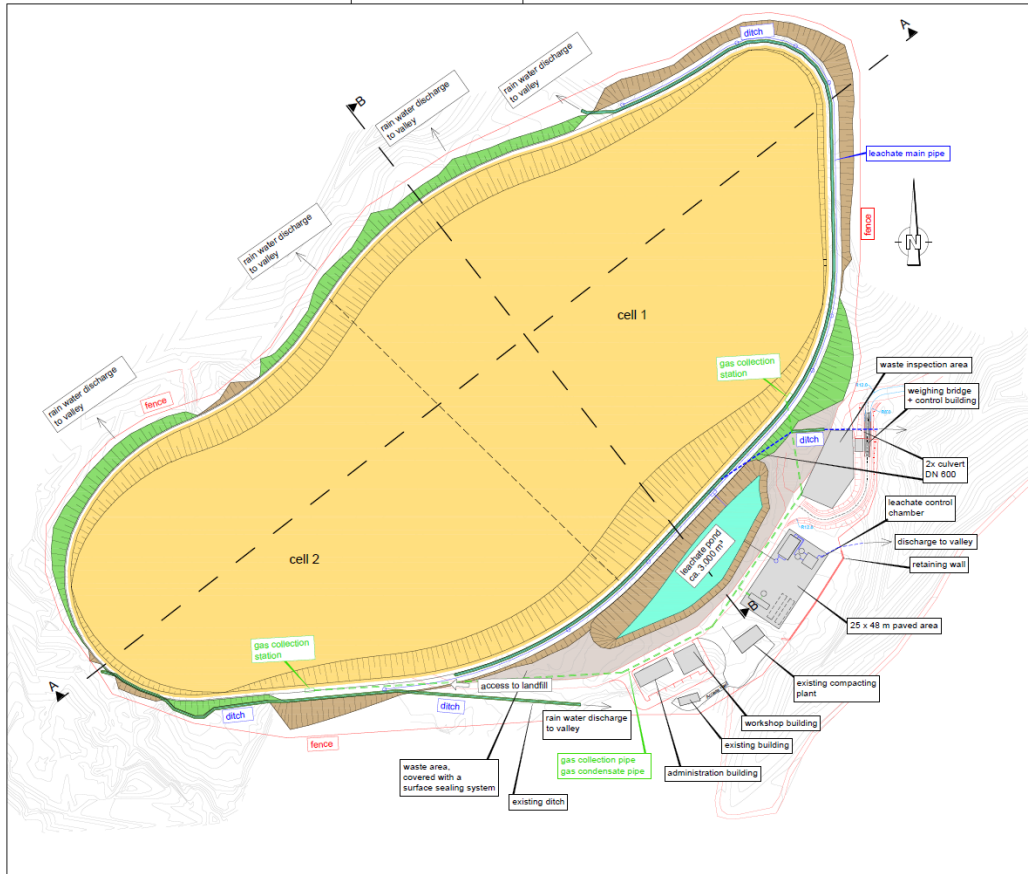 ditch
A
rain water discharge
to valley
B
rain water discharge
to valley
leachate main pipe
fence
N
rain water discharge
to valley
cell 1
gas collection
station
waste inspection area
weighing bridge
+ control building
rain water discharge
to valley
fence
ditch
2x culvert
DN 600
leachate control
chamber
discharge to valley
retaining wall
leachate pond
ca. 3.000 m³
cell 2
B
25 x 48 m paved area
gas collection
station
existing compacting
plant
A
access to landfill
ditch
ditch
rain water discharge
to valley
workshop building
fence
existing building
waste area,
covered with a
surface sealing system
gas collection pipe
gas condensate pipe
administration building
existing ditch